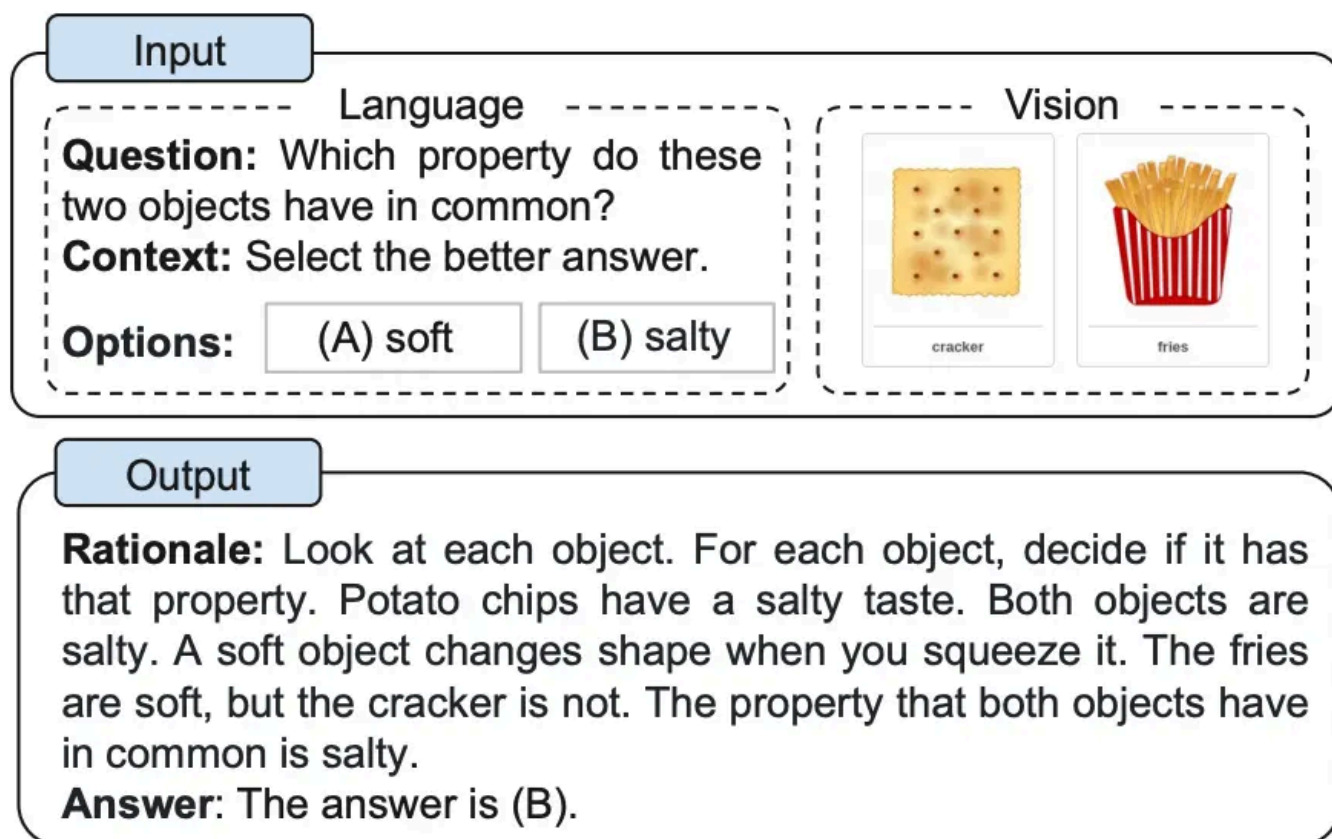 Input
Language
Question: Which property do these
two objects have in common?
Context: Select the better answer.
Options: (A) soft (B) salty
Vision
cracker fries
Output
Rationale: Look at each object. For each object, decide if it has
that property. Potato chips have a salty taste. Both objects are
salty. A soft object changes shape when you squeeze it. The fries
are soft, but the cracker is not. The property that both objects have
in common is salty.
Answer: The answer is (B).